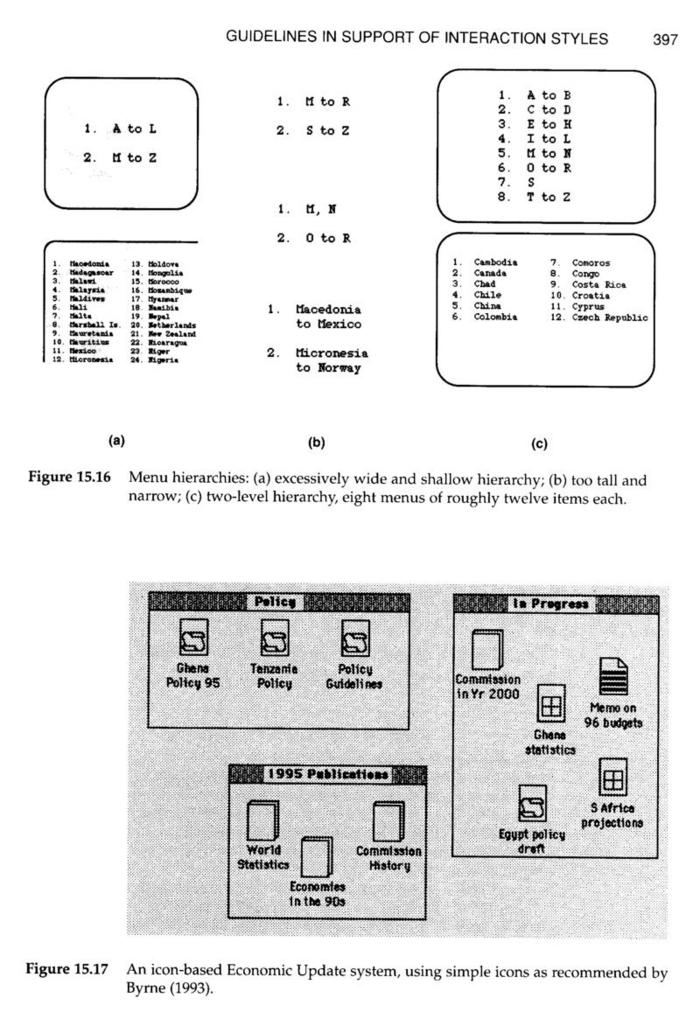 GUIDELINES IN SUPPORT OF INTERACTION STYLES 397
1. A to L
2. M to Z
1. Macedonia 13. Moldova
2. Madagascar 14. Mongolia
3. Malawi 15. Morocco
4. Malaysia 16. Mozambique
5. Maldives 17. Myanmar
6. Mali 18. Namibia
7. Malta 19. Nepal
8. Marshall Is. 20. Netherlands
9. Mauretania 21. New Zealand
10. Mauritius 22. Nicaragua
11. Mexico 23. Niger
12. Micronesia 24. Nigeria
(a)
1. M to R
2. S to Z
1. M, N
2. O to R
1. Macedonia
to Mexico
2. Micronesia
to Norway
(b)
1. A to B
2. C to D
3. E to H
4. I to L
5. M to N
6. O to R
7. S
8. T to Z
1. Cambodia 7. Comoros
2. Canada 8. Congo
3. Chad 9. Costa Rica
4. Chile 10. Croatia
5. China 11. Cyprus
6. Colombia 12. Czech Republic
(c)
Figure 15.16 Menu hierarchies: (a) excessively wide and shallow hierarchy; (b) too tall and
narrow; (c) two-level hierarchy, eight menus of roughly twelve items each.
Policy
Ghana
Policy 95
Tanzania
Policy
Policy
Guidelines
1995 Publications
World
Statistics
Economies
in the 90s
Commission
History
In Progress
Commission
in Yr 2000
Ghana
statistics
Memo on
96 budgets
Egypt policy
draft
S Africa
projections
Figure 15.17 An icon-based Economic Update system, using simple icons as recommended by
Byrne (1993).